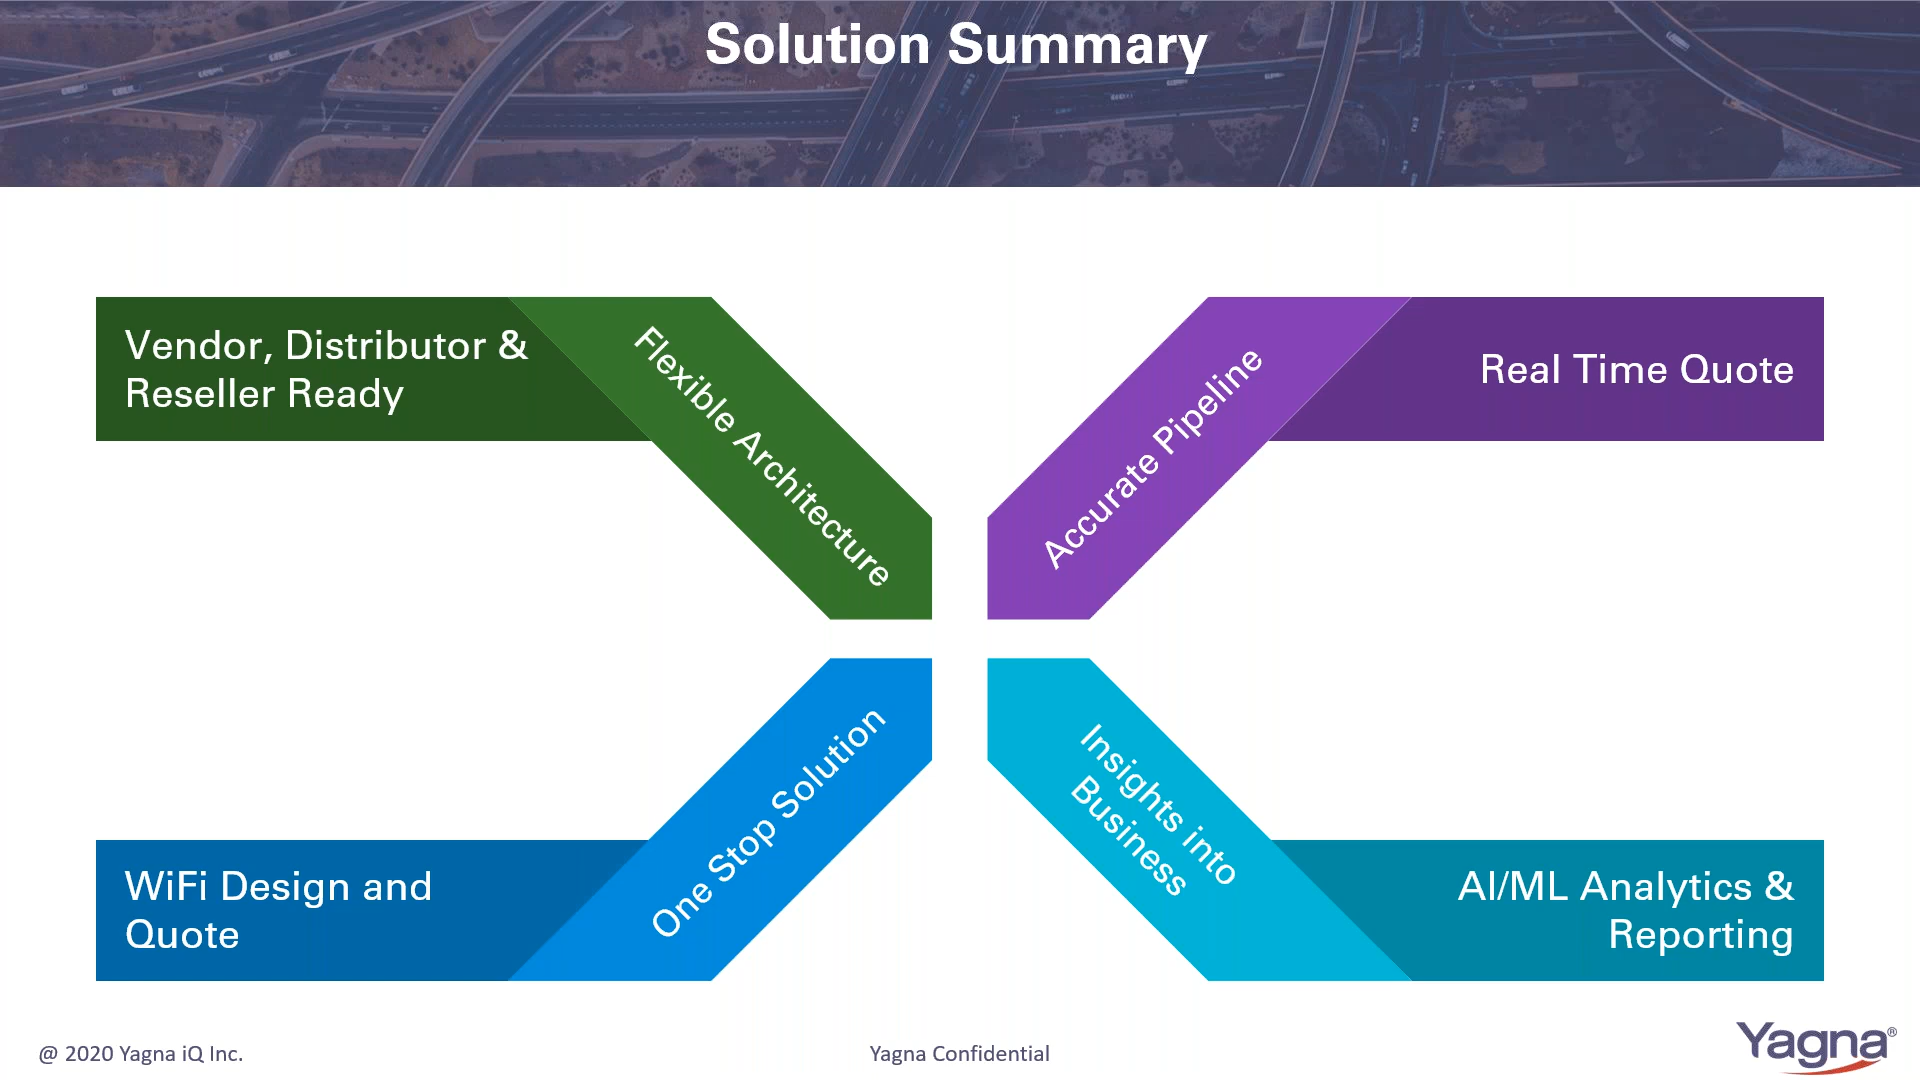 Solution Summary
Vendor, Distributor &
Reseller Ready
Flexible Architecture
Accurate Pipeline
Real Time Quote
WiFi Design and
Quote
One Stop Solution
Insights into
Business
AI/ML Analytics &
Reporting
@ 2020 Yagna iQ Inc.
Yagna Confidential
Yagna®